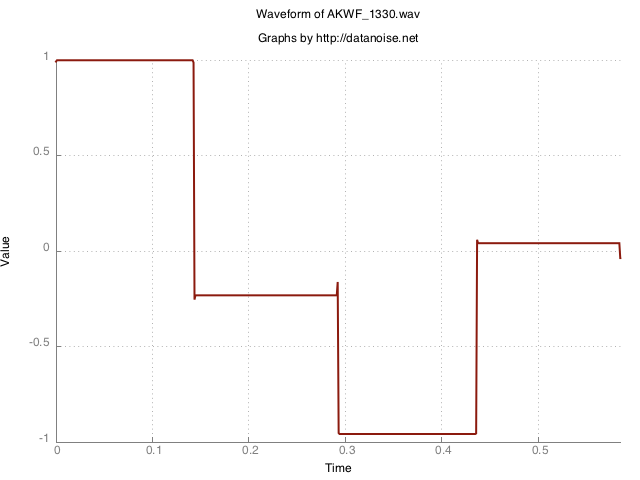 Waveform of AKWF_1330.wav
Graphs by http://datanoise.net
1
0.5
0
-0.5
-1
Value
0 0.1 0.2 0.3 0.4 0.5
Time